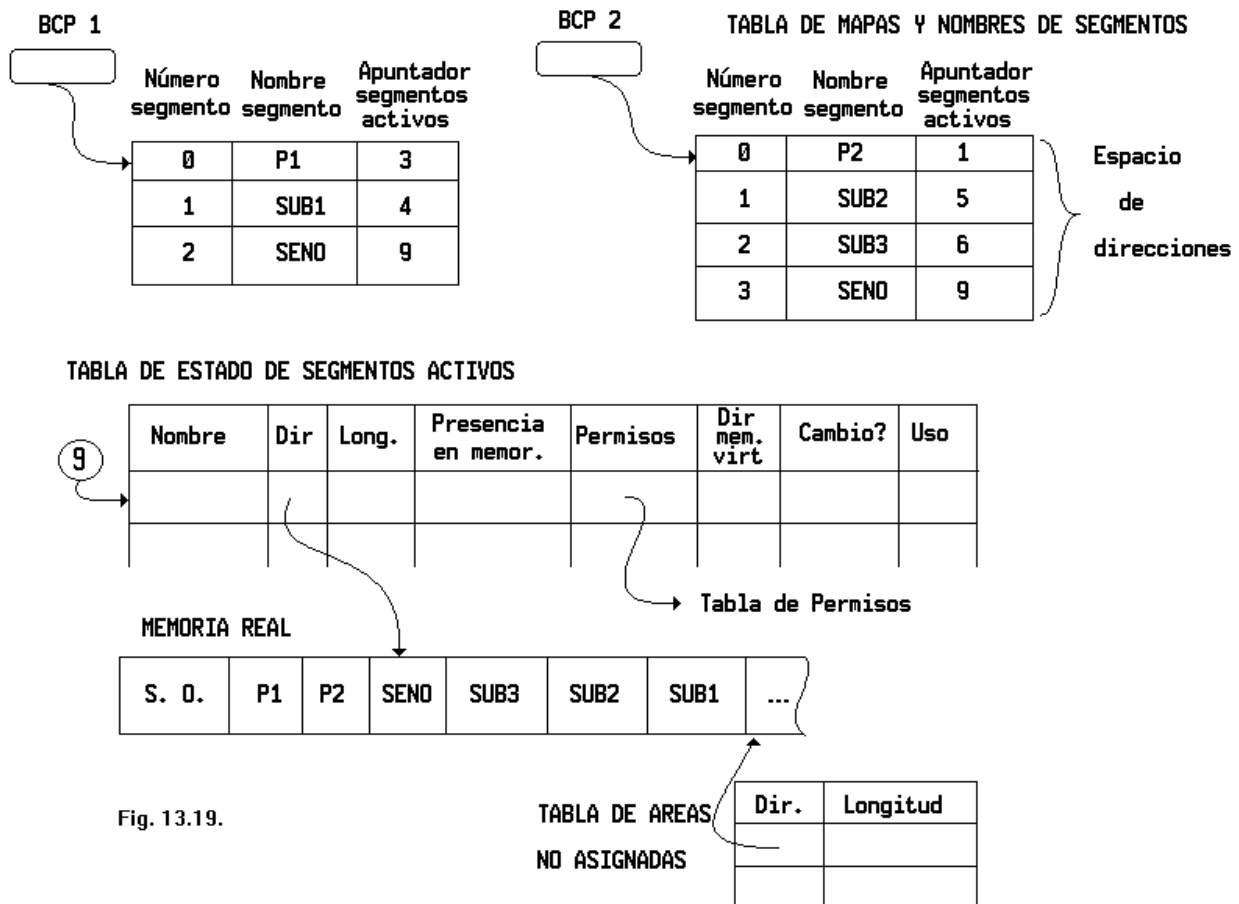 BCP 1
BCP 2
TABLA DE MAPAS Y NOMBRES DE SEGMENTOS
Número segmento
Nombre segmento
Apuntador segmentos activos
0 P1 3
1 SUB1 4
2 SENO 9
Número segmento
Nombre segmento
Apuntador segmentos activos
0 P2 1
1 SUB2 5
2 SUB3 6
3 SENO 9
Espacio
de
direcciones
TABLA DE ESTADO DE SEGMENTOS ACTIVOS
Nombre
Dir
Long.
Presencia en memor.
Permisos
Dir mem. virt
Cambio?
Uso
9
Tabla de Permisos
MEMORIA REAL
S. O. P1 P2 SENO SUB3 SUB2 SUB1 ...
Fig. 13.19.
TABLA DE AREAS
NO ASIGNADAS
Dir. Longitud